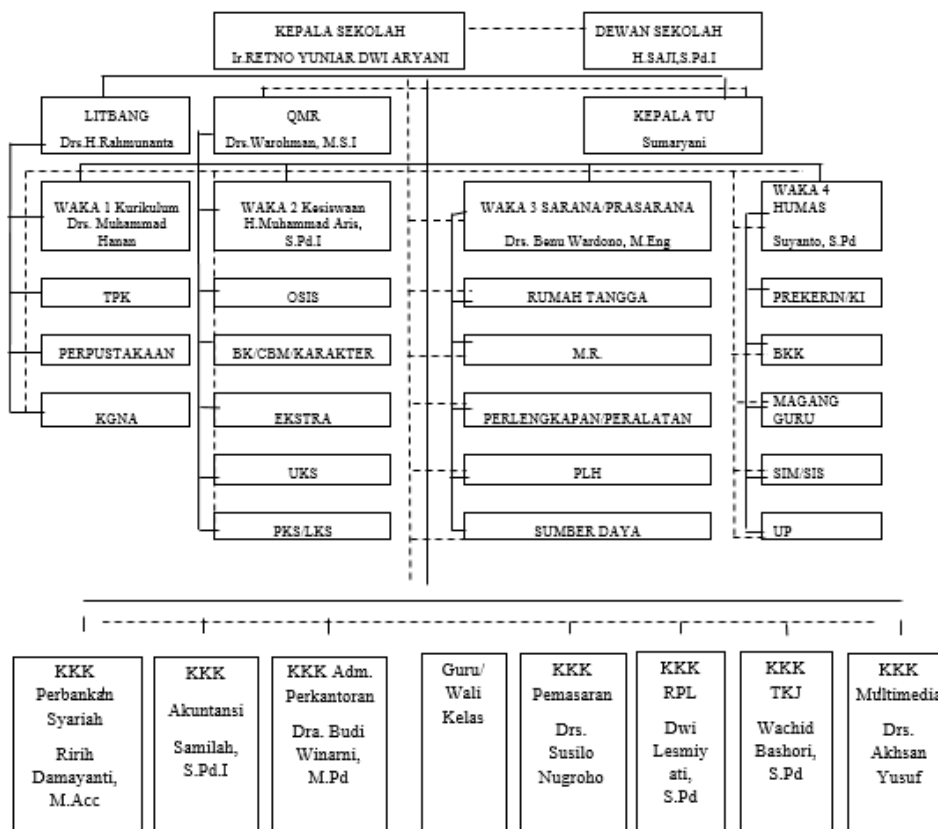 KEPALA SEKOLAH
Ir.RETNO YUNIAR DWI ARYANI
DEWAN SEKOLAH
H.SAJI,S.Pd.I
LITBANG
Drs.H.Rahmunanta
QMR
Drs.Warohman, M.S.I
KEPALA TU
Sumaryani
WAKA 1 Kurikulum
Drs. Muhammad
Hanan
WAKA 2 Kesiswaan
H.Muhammad Aris,
S.Pd.I
WAKA 3 SARANA/PRASARANA
Drs. Benu Wardono, M.Eng
WAKA 4
HUMAS
Suyanto, S.Pd
TPK
OSIS
RUMAH TANGGA
PREKERIN/KI
PERPUSTAKAAN
BK/CBM/KARAKTER
M.R.
BKK
KGNA
EKSTRA
PERLENGKAPAN/PERALATAN
MAGANG
GURU
UKS
PLH
SIM/SIS
PKS/LKS
SUMBER DAYA
UP
KKK
Perbankan
Syariah
Ririh
Damayanti,
M.Acc
KKK
Akuntansi
Samilah,
S.Pd.I
KKK Adm.
Perkantoran
Dra. Budi
Winarni,
M.Pd
Guru/
Wali
Kelas
KKK
Pemasaran
Drs.
Susilo
Nugroho
KKK
RPL
Dwi
Lesmiy
ati,
S.Pd
KKK
TKJ
Wachid
Bashori,
S.Pd
KKK
Multimedia
Drs.
Akhsan
Yusuf